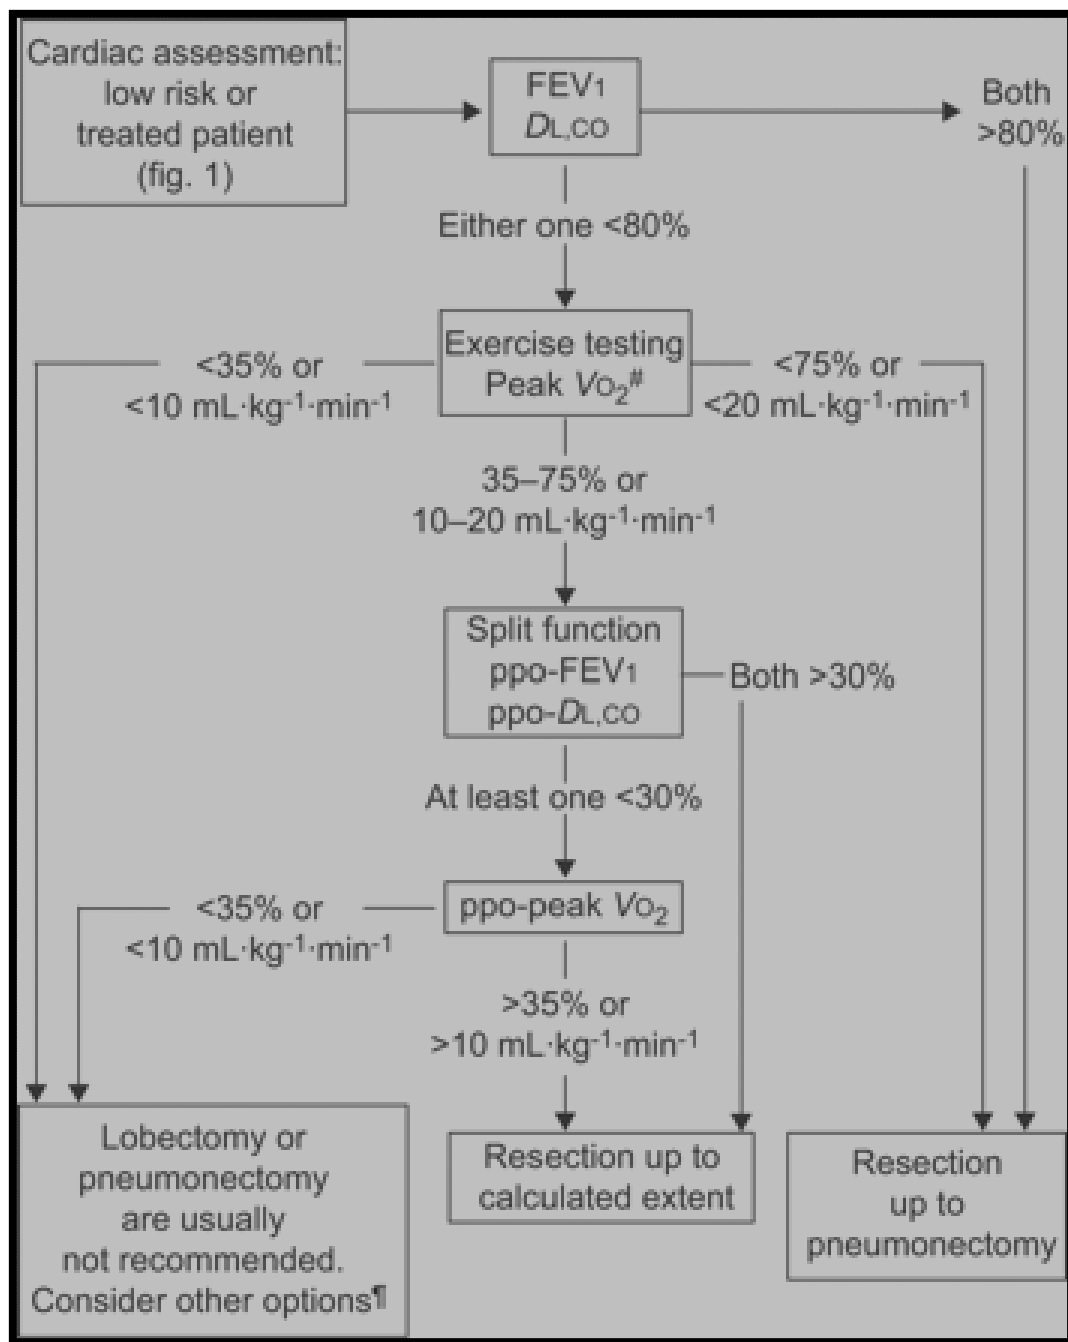 Cardiac assessment:
low risk or
treated patient
(fig. 1)
FEV1
DL,CO
Both
>80%
Either one <80%
Exercise testing
Peak VO2#
<35% or
<10 mL·kg-1·min-1
<75% or
<20 mL·kg-1·min-1
35–75% or
10–20 mL·kg-1·min-1
Split function
ppo-FEV1
ppo-DL,CO
Both >30%
At least one <30%
ppo-peak VO2
<35% or
<10 mL·kg-1·min-1
>35% or
>10 mL·kg-1·min-1
Lobectomy or
pneumonectomy
are usually
not recommended.
Consider other options¶
Resection up to
calculated extent
Resection
up to
pneumonectomy